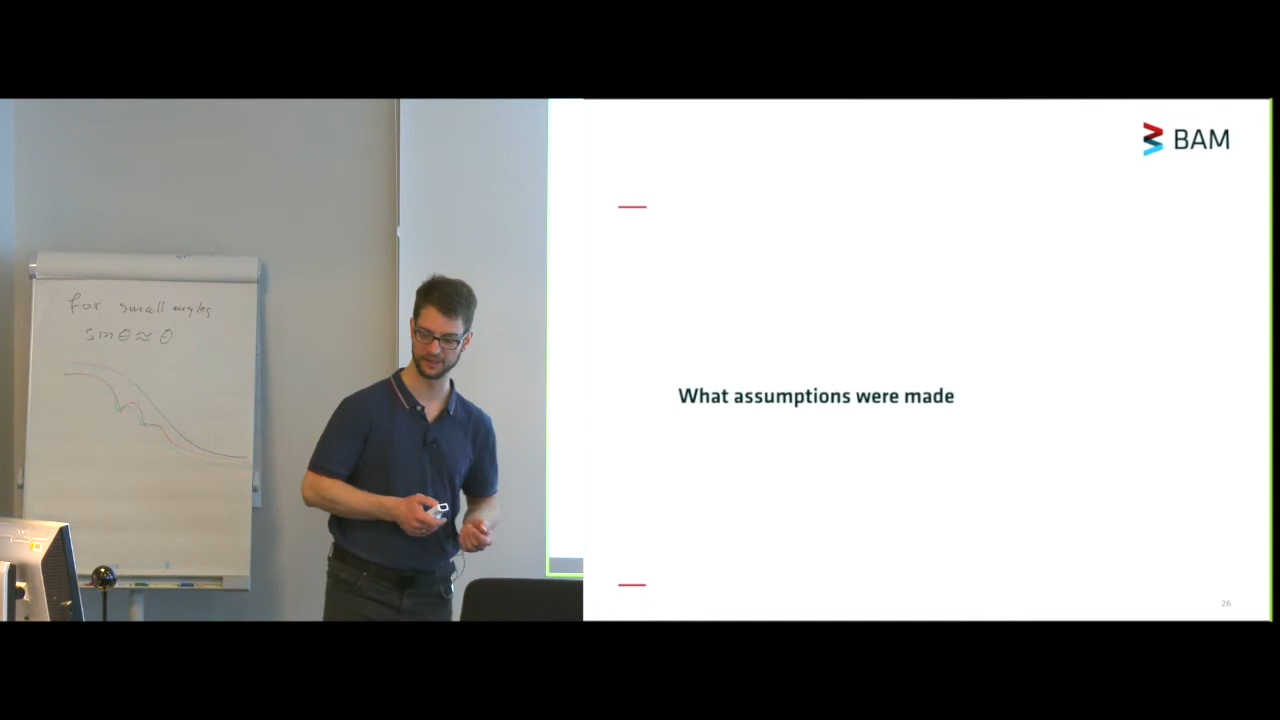 for small angles
sin θ ≈ θ
BAM
What assumptions were made
26